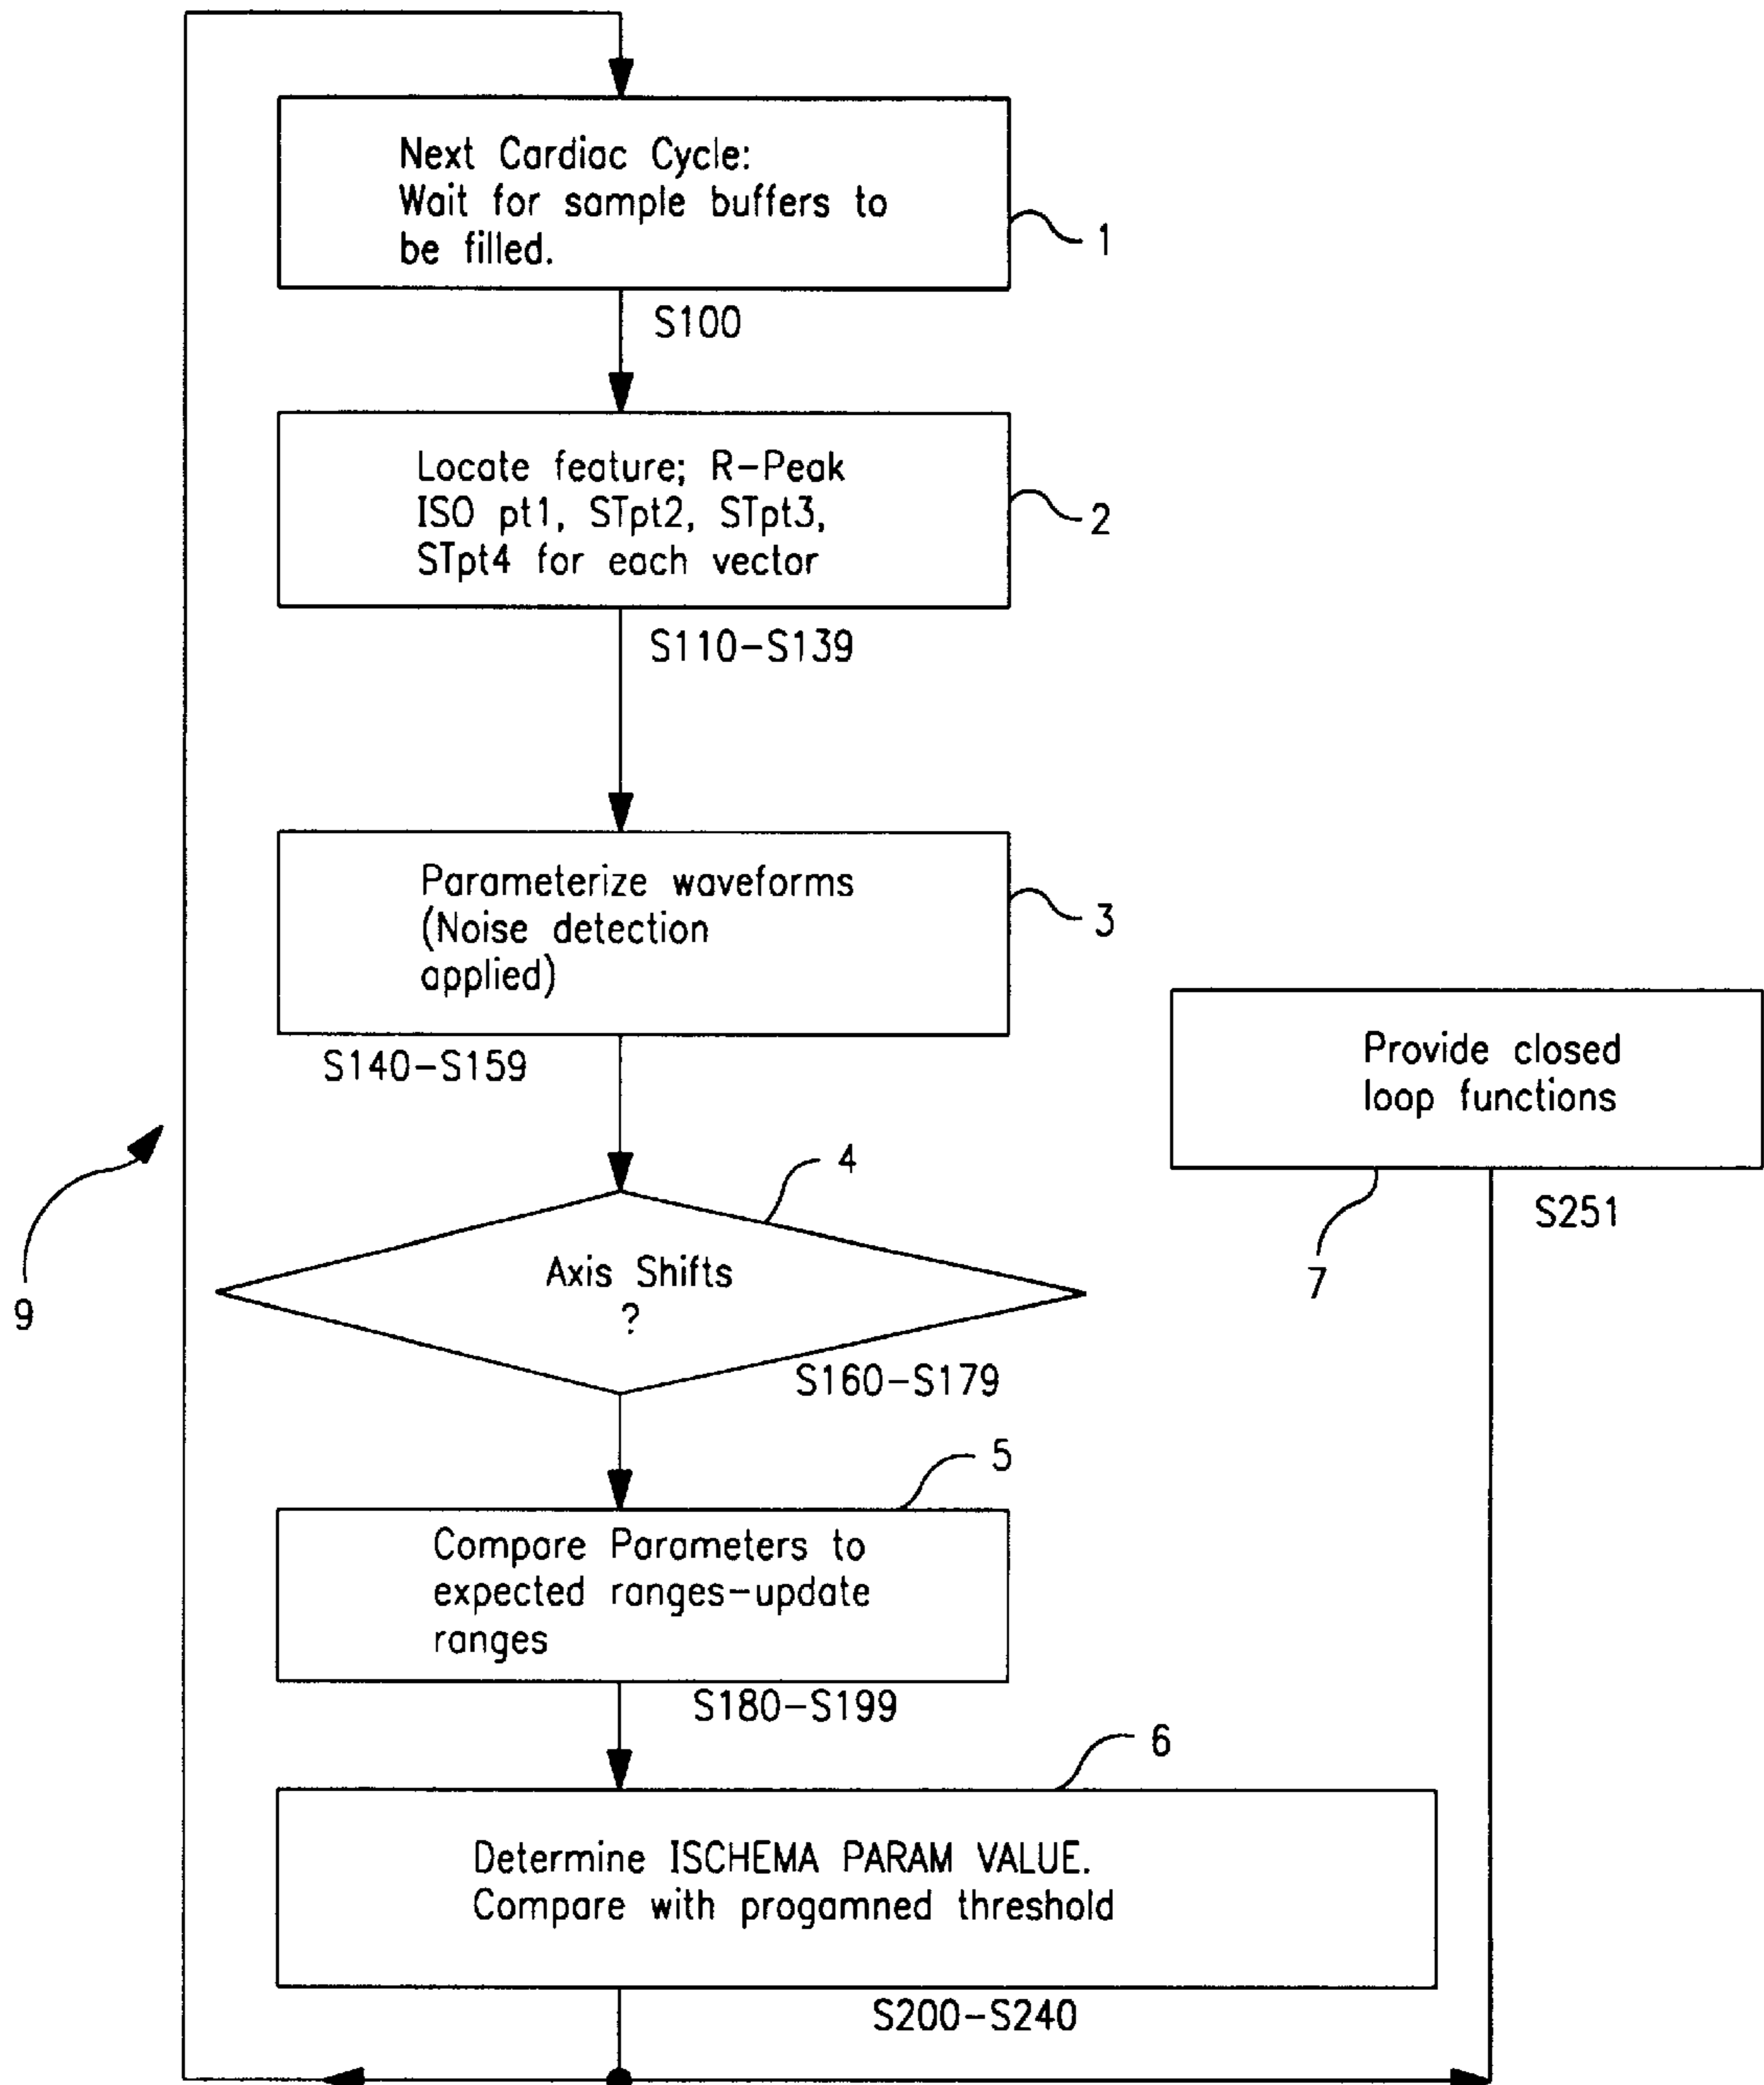 Next Cardiac Cycle:
Wait for sample buffers to
be filled.
1
S100
Locate feature; R-Peak
ISO pt1, STpt2, STpt3,
STpt4 for each vector
2
S110-S139
Parameterize waveforms
(Noise detection
applied)
3
S140-S159
Provide closed
loop functions
7
S251
4
Axis Shifts
?
S160-S179
9
5
Compare Parameters to
expected ranges-update
ranges
S180-S199
6
Determine ISCHEMA PARAM VALUE.
Compare with progamned threshold
S200-S240